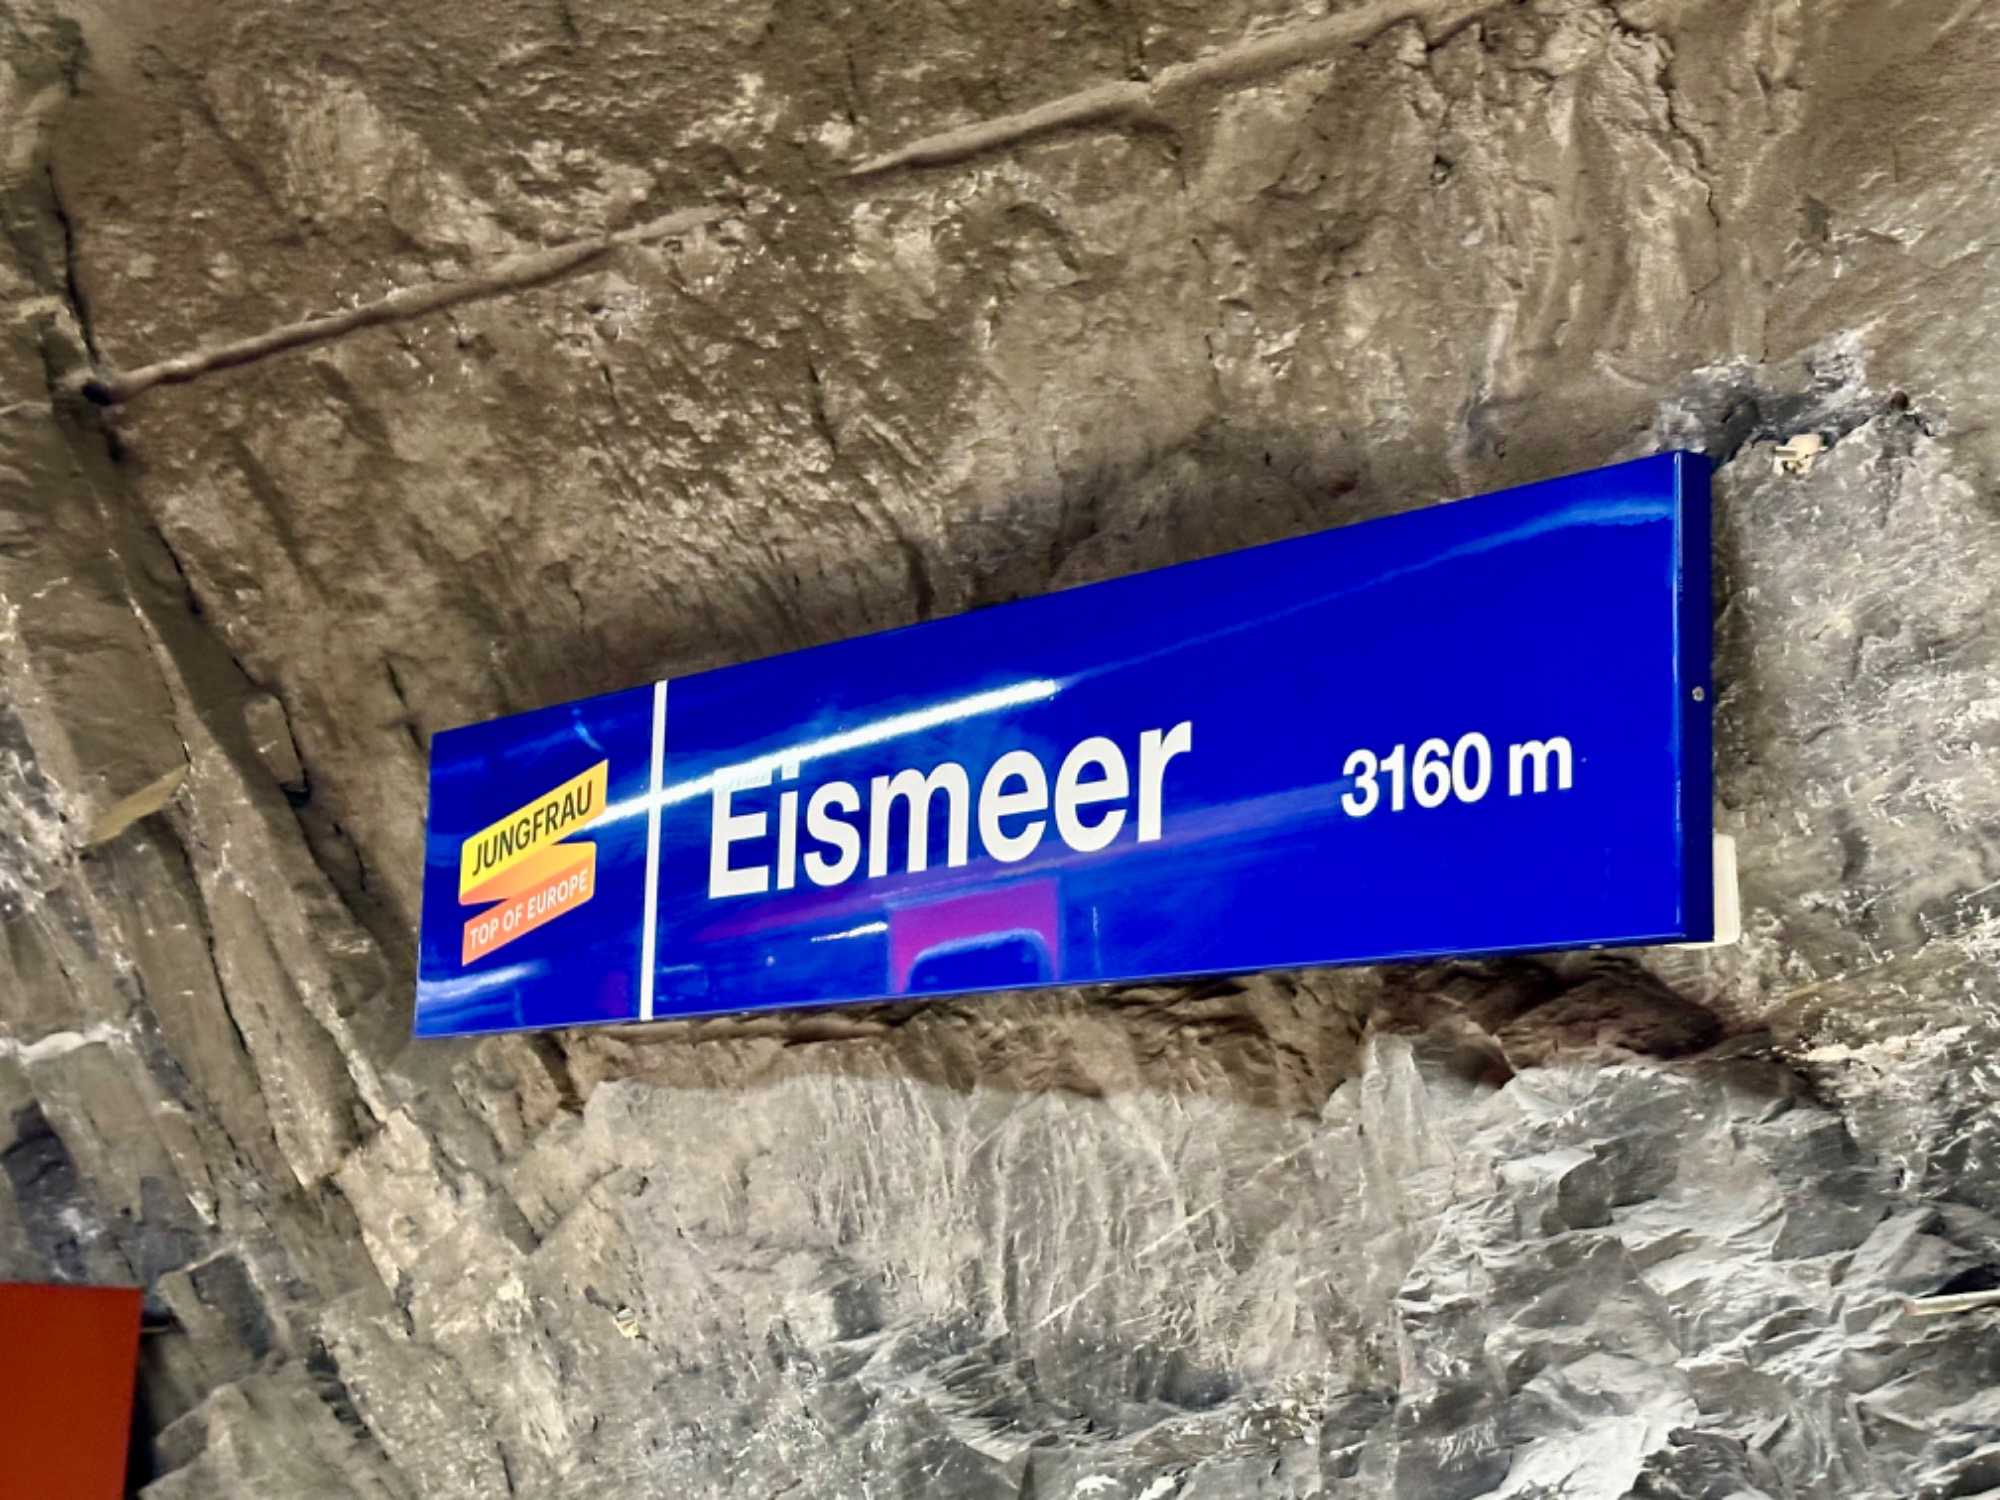 JUNGFRAU
TOP OF EUROPE
Eismeer
3160 m